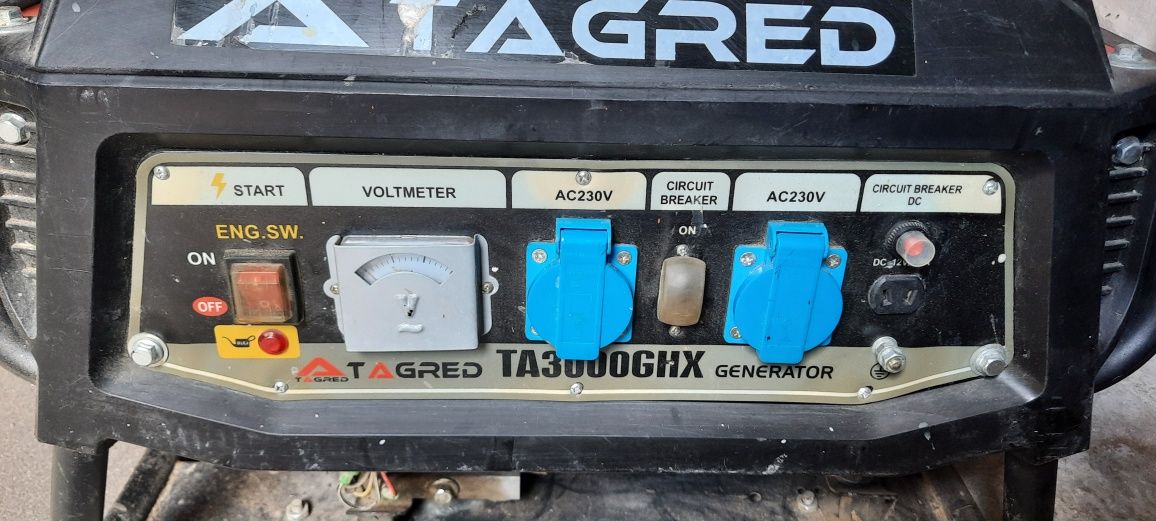 TAGRED
START
VOLTMETER
AC230V
CIRCUIT
BREAKER
AC230V
CIRCUIT BREAKER
DC
ENG.SW.
ON
OFF
ON
DC 12V
V
TAGRED
TAGRED
TA3000GHX
GENERATOR